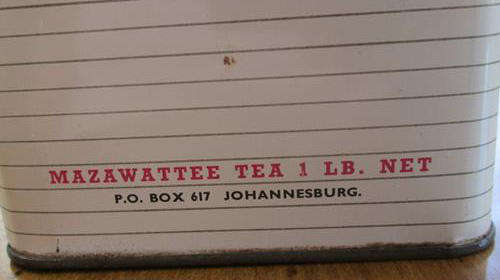 MAZAWATTEE TEA 1 LB. NET
P.O. BOX 617 JOHANNESBURG.